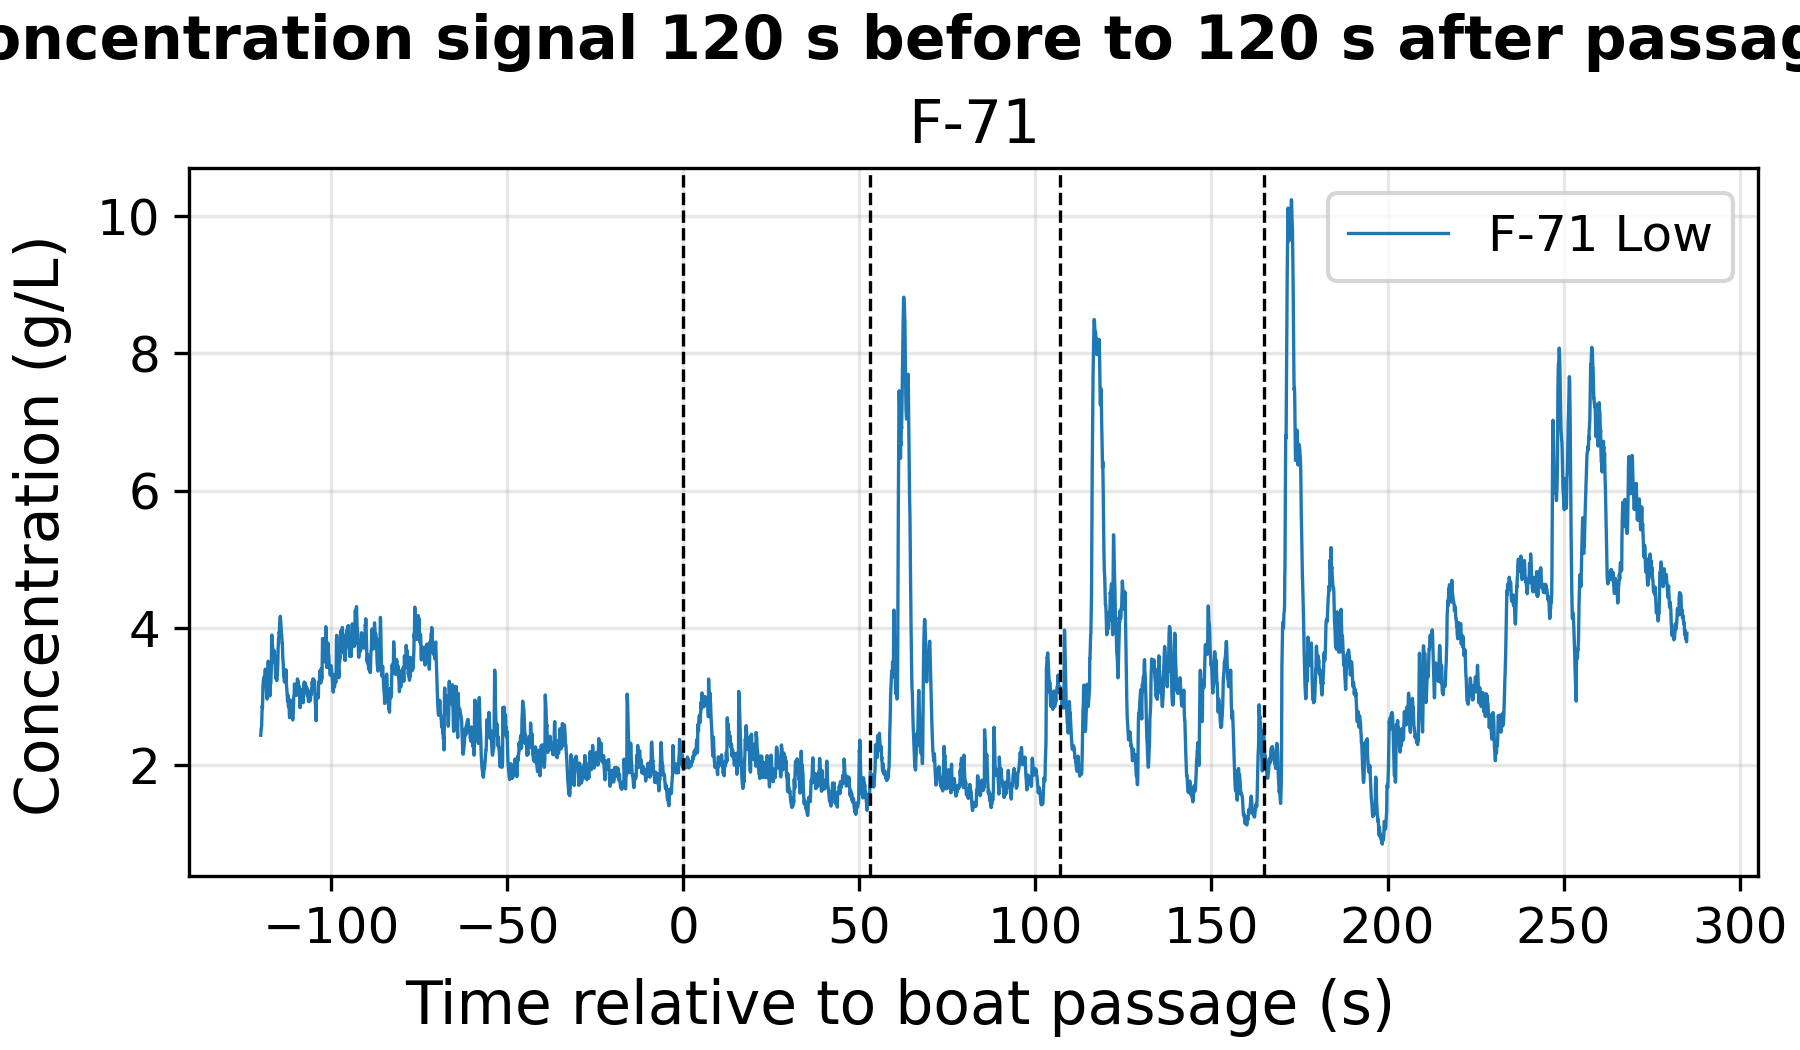 oncentration signal 120 s before to 120 s after passag
F-71
F-71 Low
Concentration (g/L)
10
8
6
4
2
−100 −50 0 50 100 150 200 250 300
Time relative to boat passage (s)